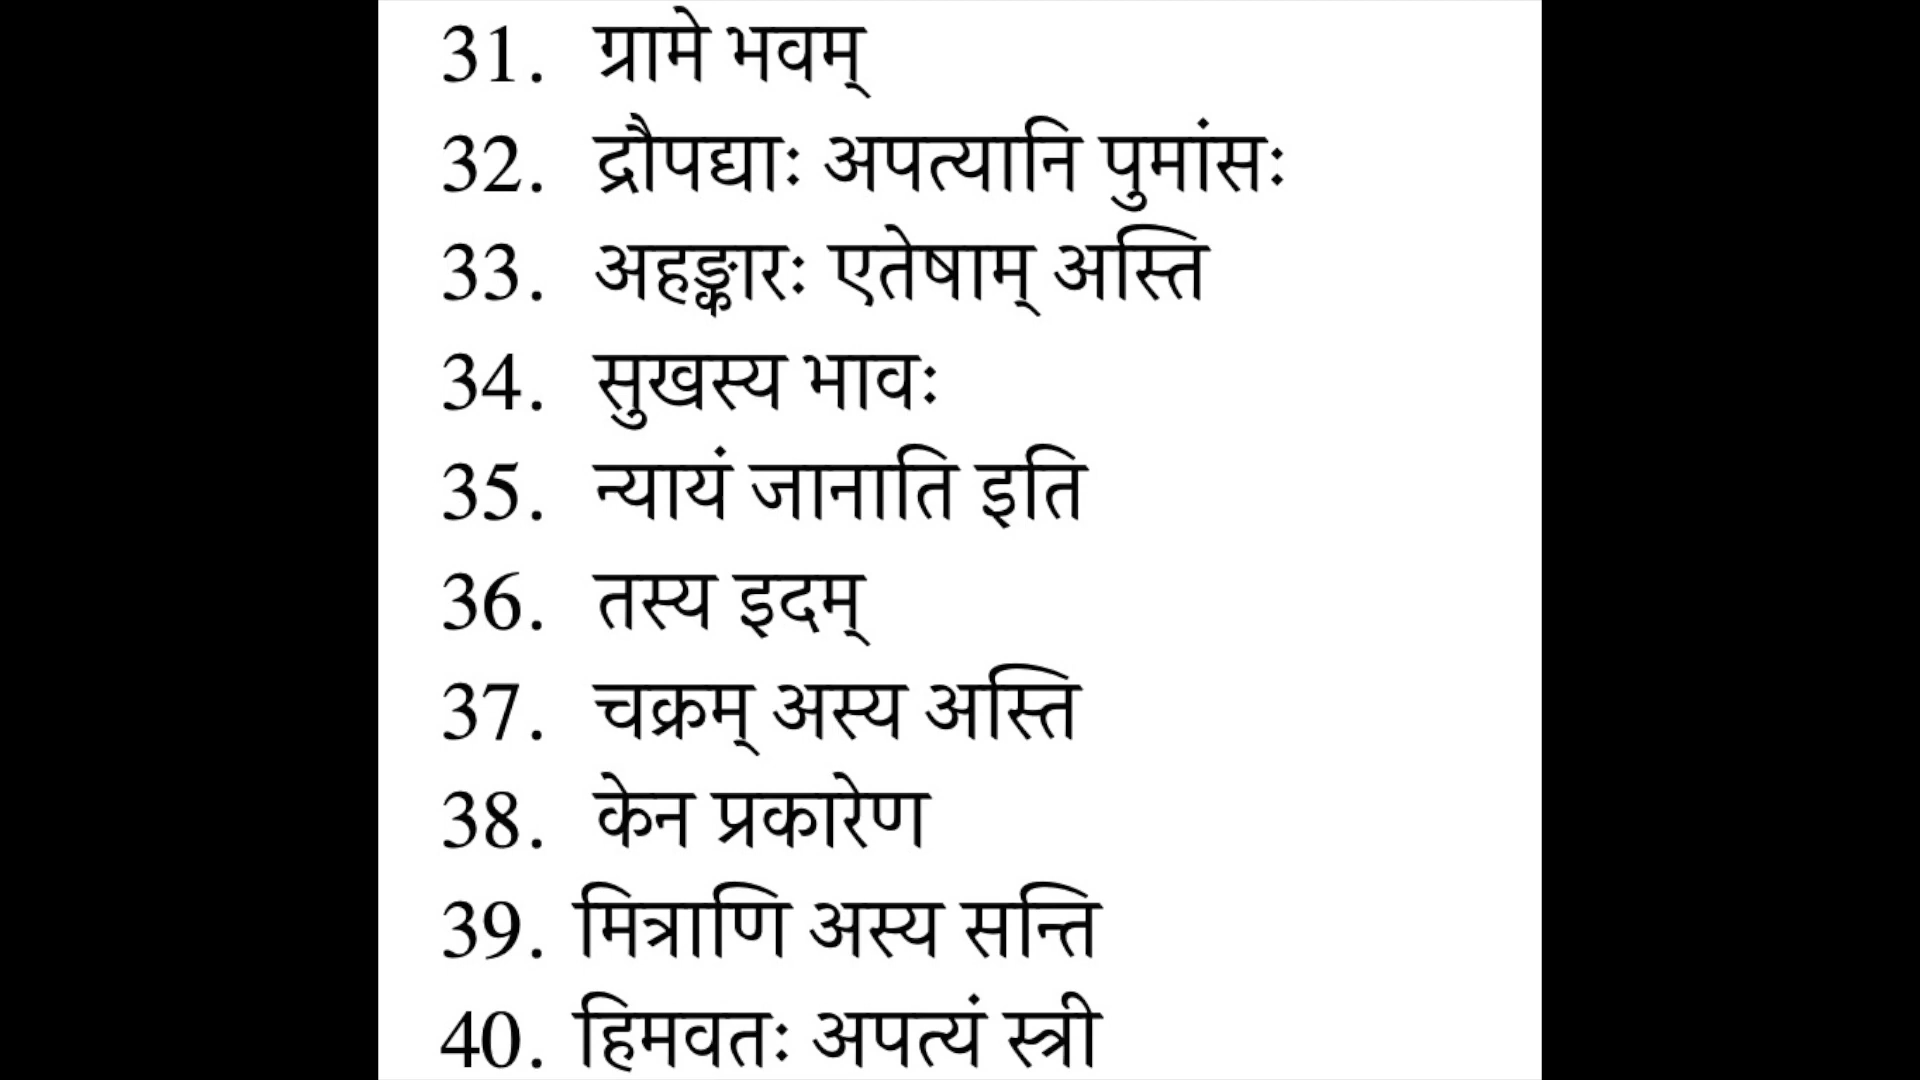 31. ग्रामे भवम्
32. द्रौपद्याः अपत्यानि पुमांसः
33. अहङ्कारः एतेषाम् अस्ति
34. सुखस्य भावः
35. न्यायं जानाति इति
36. तस्य इदम्
37. चक्रम् अस्य अस्ति
38. केन प्रकारेण
39. मित्राणि अस्य सन्ति
40. हिमवतः अपत्यं स्त्री